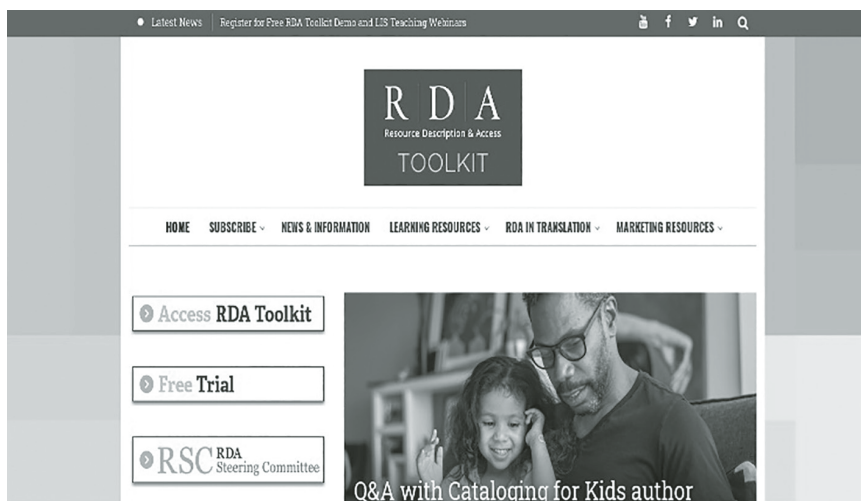 Latest News Register for Free RDA Toolkit Demo and LIS Teaching Webinars
R D A
Resource Description & Access
TOOLKIT
HOME SUBSCRIBE NEWS & INFORMATION LEARNING RESOURCES RDA IN TRANSLATION MARKETING RESOURCES
Access RDA Toolkit
Free Trial
RSC RDA
Steering Committee
Q&A with Cataloging for Kids author